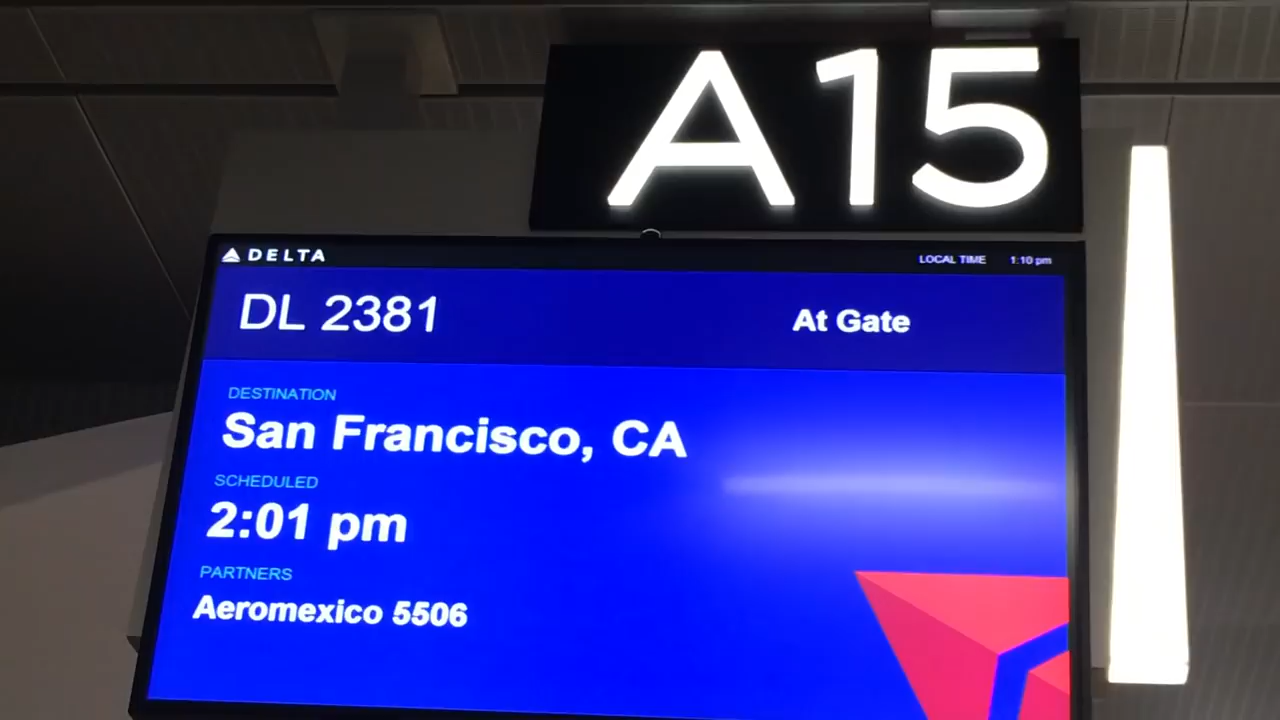 A15
DELTA
LOCAL TIME 1:10 pm
DL 2381
At Gate
DESTINATION
San Francisco, CA
SCHEDULED
2:01 pm
PARTNERS
Aeromexico 5506